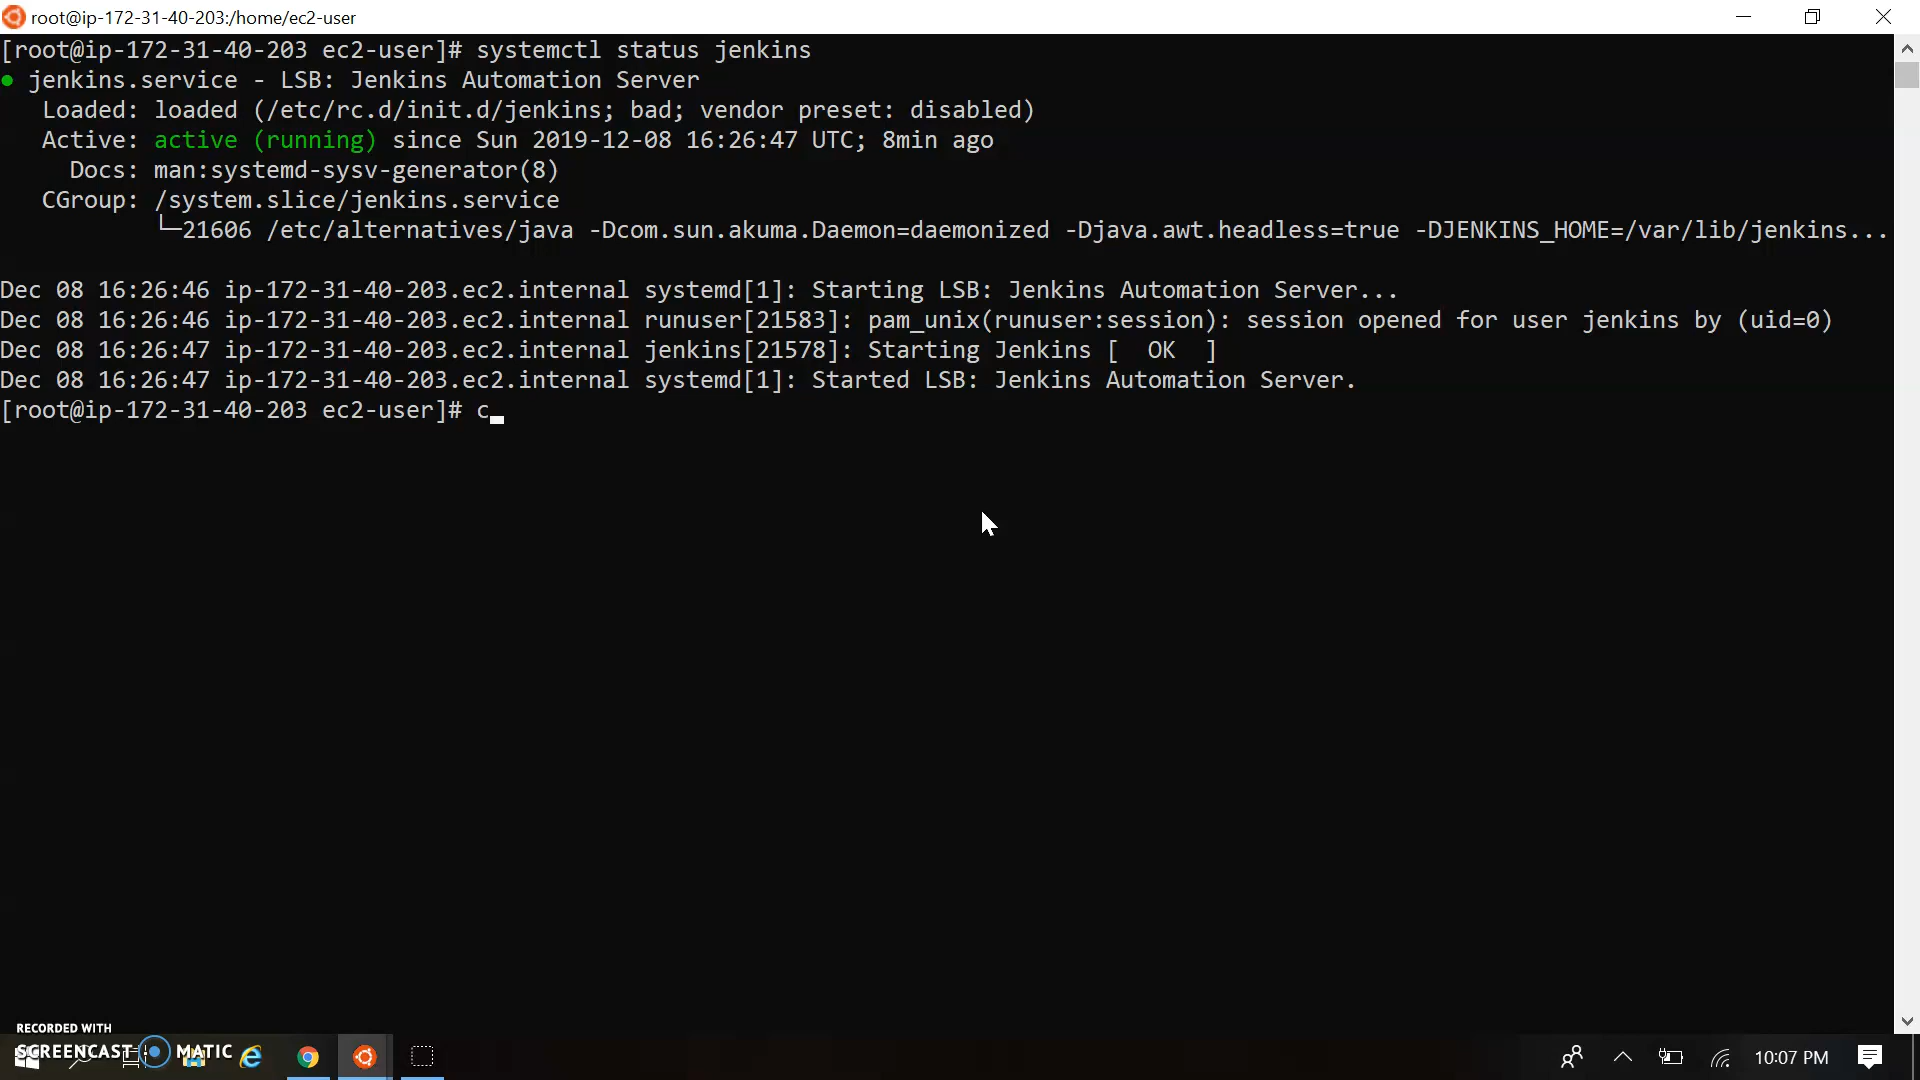 root@ip-172-31-40-203:/home/ec2-user
[root@ip-172-31-40-203 ec2-user]# systemctl status jenkins
● jenkins.service - LSB: Jenkins Automation Server
   Loaded: loaded (/etc/rc.d/init.d/jenkins; bad; vendor preset: disabled)
   Active: active (running) since Sun 2019-12-08 16:26:47 UTC; 8min ago
     Docs: man:systemd-sysv-generator(8)
   CGroup: /system.slice/jenkins.service
           └─21606 /etc/alternatives/java -Dcom.sun.akuma.Daemon=daemonized -Djava.awt.headless=true -DJENKINS_HOME=/var/lib/jenkins...
Dec 08 16:26:46 ip-172-31-40-203.ec2.internal systemd[1]: Starting LSB: Jenkins Automation Server...
Dec 08 16:26:46 ip-172-31-40-203.ec2.internal runuser[21583]: pam_unix(runuser:session): session opened for user jenkins by (uid=0)
Dec 08 16:26:47 ip-172-31-40-203.ec2.internal jenkins[21578]: Starting Jenkins [  OK  ]
Dec 08 16:26:47 ip-172-31-40-203.ec2.internal systemd[1]: Started LSB: Jenkins Automation Server.
[root@ip-172-31-40-203 ec2-user]# c
RECORDED WITH
SCREENCAST MATIC
10:07 PM